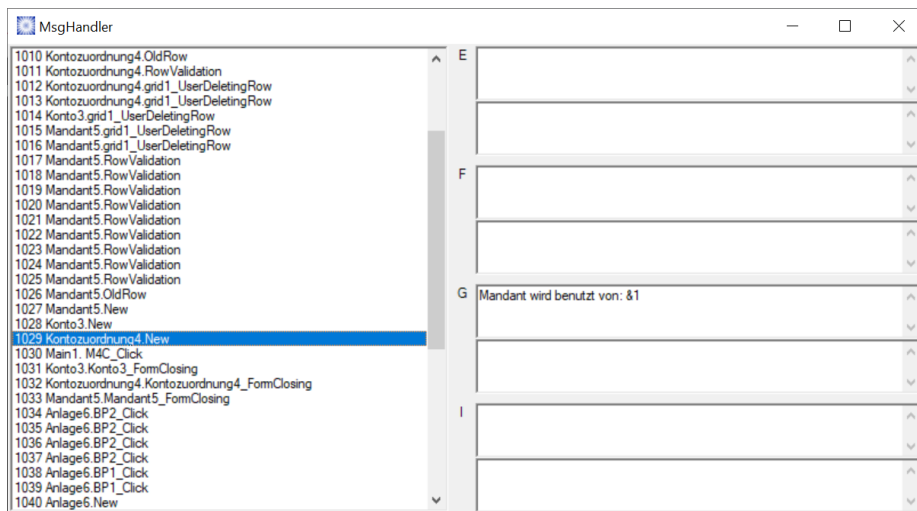 MsgHandler
1010 Kontozuordnung4.OldRow
1011 Kontozuordnung4.RowValidation
1012 Kontozuordnung4.grid1_UserDeletingRow
1013 Kontozuordnung4.grid1_UserDeletingRow
1014 Konto3.grid1_UserDeletingRow
1015 Mandant5.grid1_UserDeletingRow
1016 Mandant5.grid1_UserDeletingRow
1017 Mandant5.RowValidation
1018 Mandant5.RowValidation
1019 Mandant5.RowValidation
1020 Mandant5.RowValidation
1021 Mandant5.RowValidation
1022 Mandant5.RowValidation
1023 Mandant5.RowValidation
1024 Mandant5.RowValidation
1025 Mandant5.RowValidation
1026 Mandant5.OldRow
1027 Mandant5.New
1028 Konto3.New
1029 Kontozuordnung4.New
1030 Main1. M4C_Click
1031 Konto3.Konto3_FormClosing
1032 Kontozuordnung4.Kontozuordnung4_FormClosing
1033 Mandant5.Mandant5_FormClosing
1034 Anlage6.BP2_Click
1035 Anlage6.BP2_Click
1036 Anlage6.BP2_Click
1037 Anlage6.BP2_Click
1038 Anlage6.BP1_Click
1039 Anlage6.BP1_Click
1040 Anlage6.New
E
F
G Mandant wird benutzt von: &1
I